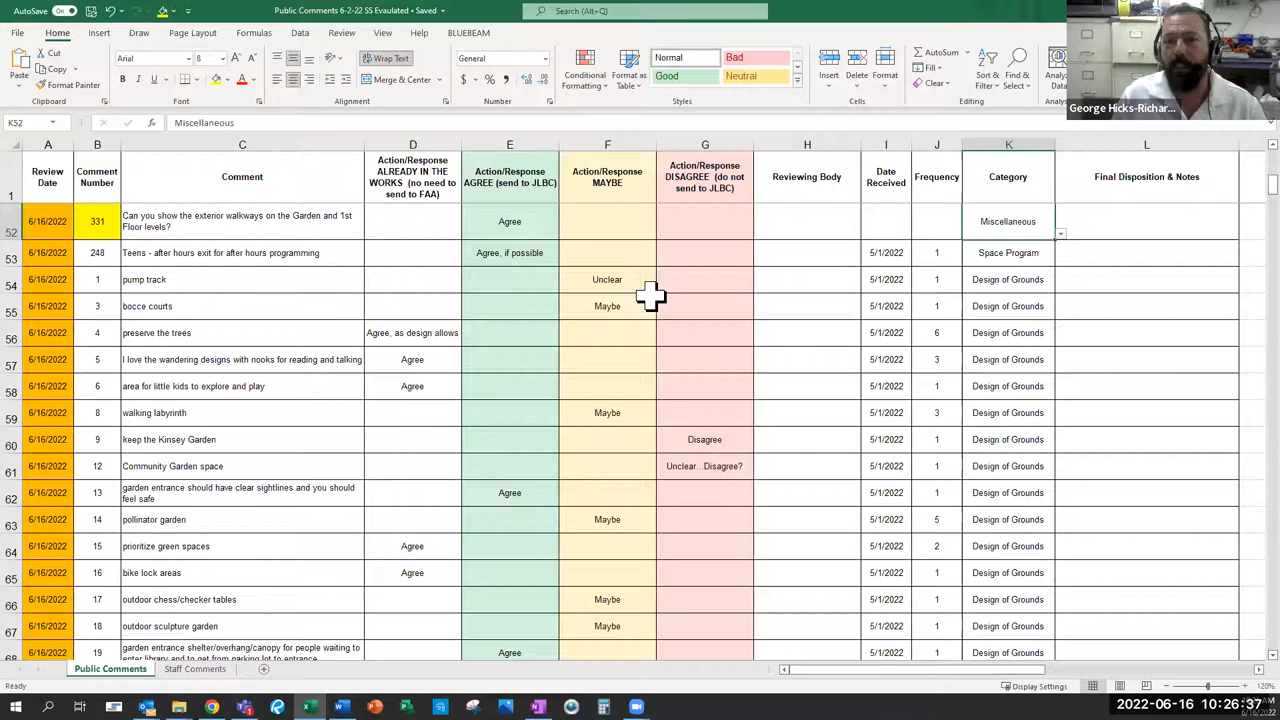 AutoSave On Public Comments 6-2-22 SS Evaulated • Saved Search (Alt+Q)
File Home Insert Draw Page Layout Formulas Data Review View Help BLUEBEAM
Paste Cut Copy Format Painter Clipboard
Arial 8 B I U Font
Wrap Text Merge & Center Alignment
General $ % Number
Conditional Formatting Format as Table Normal Bad Good Neutral Styles
Insert Delete Format Cells
AutoSum Fill Clear Sort & Filter Find & Select Editing
George Hicks-Richar...
K52 Miscellaneous
A B C D E F G H I J K L
1 Review Date Comment Number Comment Action/Response ALREADY IN THE WORKS (no need to send to FAA) Action/Response AGREE (send to JLBC) Action/Response MAYBE Action/Response DISAGREE (do not send to JLBC) Reviewing Body Date Received Frequency Category Final Disposition & Notes
52 6/16/2022 331 Can you show the exterior walkways on the Garden and 1st Floor levels? Agree Miscellaneous
53 6/16/2022 248 Teens - after hours exit for after hours programming Agree, if possible 5/1/2022 1 Space Program
54 6/16/2022 1 pump track Unclear 5/1/2022 1 Design of Grounds
55 6/16/2022 3 bocce courts Maybe 5/1/2022 1 Design of Grounds
56 6/16/2022 4 preserve the trees Agree, as design allows 5/1/2022 6 Design of Grounds
57 6/16/2022 5 I love the wandering designs with nooks for reading and talking Agree 5/1/2022 3 Design of Grounds
58 6/16/2022 6 area for little kids to explore and play Agree 5/1/2022 1 Design of Grounds
59 6/16/2022 8 walking labyrinth Maybe 5/1/2022 3 Design of Grounds
60 6/16/2022 9 keep the Kinsey Garden Disagree 5/1/2022 1 Design of Grounds
61 6/16/2022 12 Community Garden space Unclear...Disagree? 5/1/2022 1 Design of Grounds
62 6/16/2022 13 garden entrance should have clear sightlines and you should feel safe Agree 5/1/2022 1 Design of Grounds
63 6/16/2022 14 pollinator garden Maybe 5/1/2022 5 Design of Grounds
64 6/16/2022 15 prioritize green spaces Agree 5/1/2022 2 Design of Grounds
65 6/16/2022 16 bike lock areas Agree 5/1/2022 1 Design of Grounds
66 6/16/2022 17 outdoor chess/checker tables Maybe 5/1/2022 1 Design of Grounds
67 6/16/2022 18 outdoor sculpture garden Maybe 5/1/2022 1 Design of Grounds
68 6/16/2022 19 garden entrance shelter/overhang/canopy for people waiting to enter library and to get from parking lot to entrance Agree 5/1/2022 1 Design of Grounds
Public Comments Staff Comments
Ready Display Settings 120%
2022-06-16 10:26:37